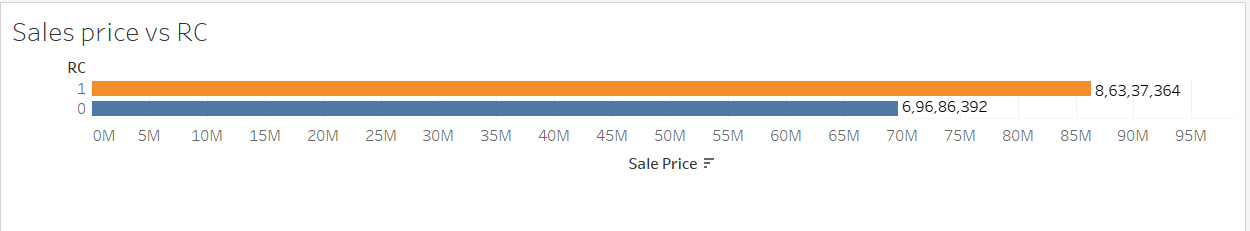 Sales price vs RC
RC
1 8,63,37,364
0 6,96,86,392
0M 5M 10M 15M 20M 25M 30M 35M 40M 45M 50M 55M 60M 65M 70M 75M 80M 85M 90M 95M
Sale Price